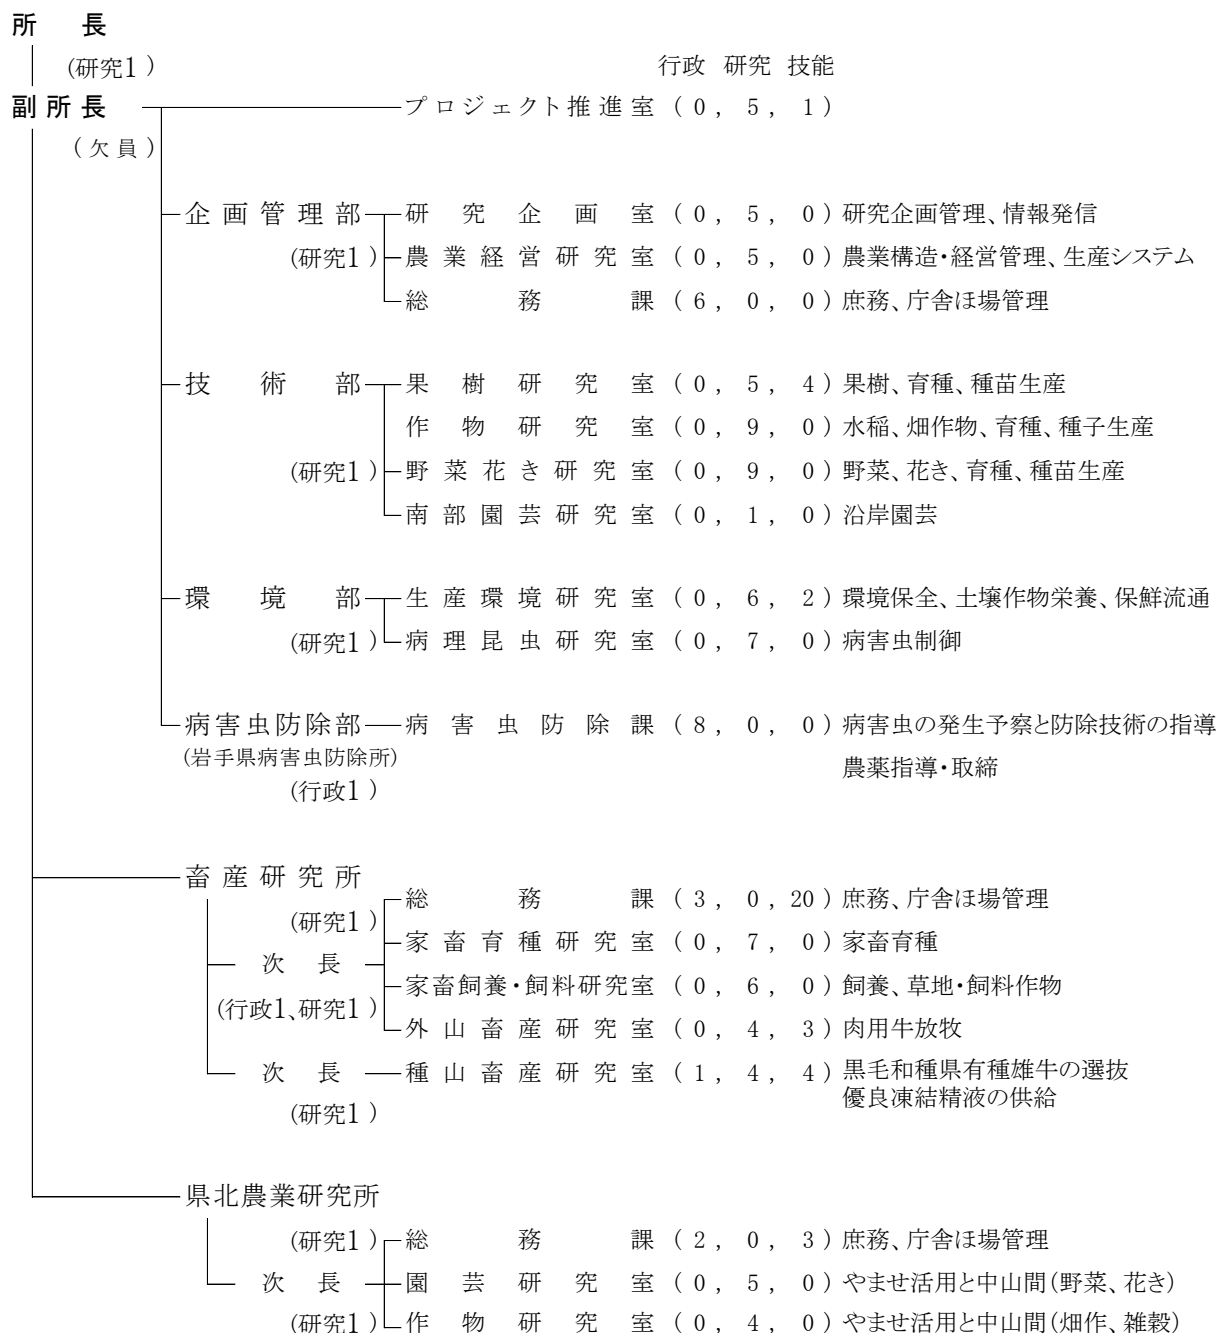 所長
(研究1)
行政 研究 技能
副所長 プロジェクト推進室 (0, 5, 1)
(欠員)
企画管理部 研究企画室 (0, 5, 0) 研究企画管理、情報発信
(研究1) 農業経営研究室 (0, 5, 0) 農業構造・経営管理、生産システム
総務課 (6, 0, 0) 庶務、庁舎ほ場管理
技術部 果樹研究室 (0, 5, 4) 果樹、育種、種苗生産
作物研究室 (0, 9, 0) 水稲、畑作物、育種、種子生産
(研究1) 野菜花き研究室 (0, 9, 0) 野菜、花き、育種、種苗生産
南部園芸研究室 (0, 1, 0) 沿岸園芸
環境部 生産環境研究室 (0, 6, 2) 環境保全、土壌作物栄養、保鮮流通
(研究1) 病理昆虫研究室 (0, 7, 0) 病害虫制御
病害虫防除部 病害虫防除課 (8, 0, 0) 病害虫の発生予察と防除技術の指導
(岩手県病害虫防除所) 農薬指導・取締
(行政1)
畜産研究所
総務課 (3, 0, 20) 庶務、庁舎ほ場管理
(研究1)
家畜育種研究室 (0, 7, 0) 家畜育種
次長
家畜飼養・飼料研究室 (0, 6, 0) 飼養、草地・飼料作物
(行政1、研究1)
外山畜産研究室 (0, 4, 3) 肉用牛放牧
次長 種山畜産研究室 (1, 4, 4) 黒毛和種県有種雄牛の選抜
優良凍結精液の供給
(研究1)
県北農業研究所
(研究1) 総務課 (2, 0, 3) 庶務、庁舎ほ場管理
次長 園芸研究室 (0, 5, 0) やませ活用と中山間(野菜、花き)
(研究1) 作物研究室 (0, 4, 0) やませ活用と中山間(畑作、雑穀)